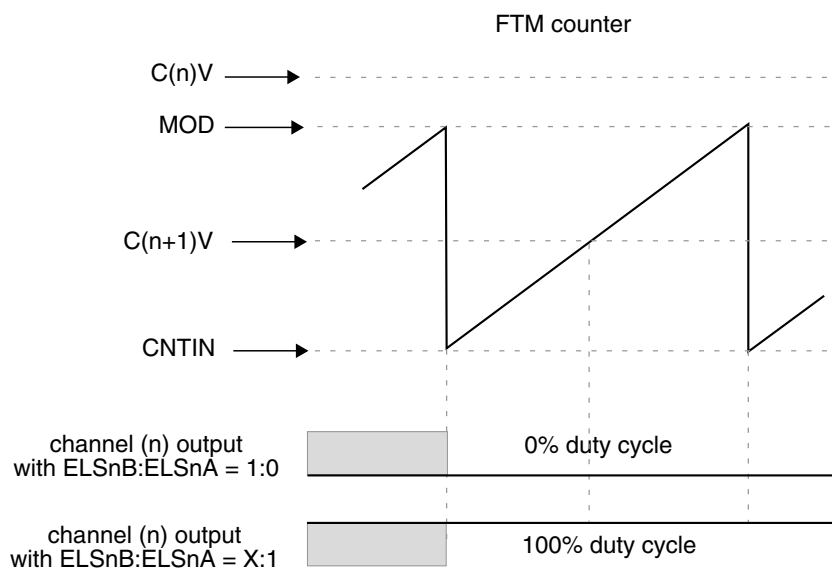 FTM counter
C(n)V
MOD
C(n+1)V
CNTIN
channel (n) output
with ELSnB:ELSnA = 1:0
0% duty cycle
channel (n) output
with ELSnB:ELSnA = X:1
100% duty cycle